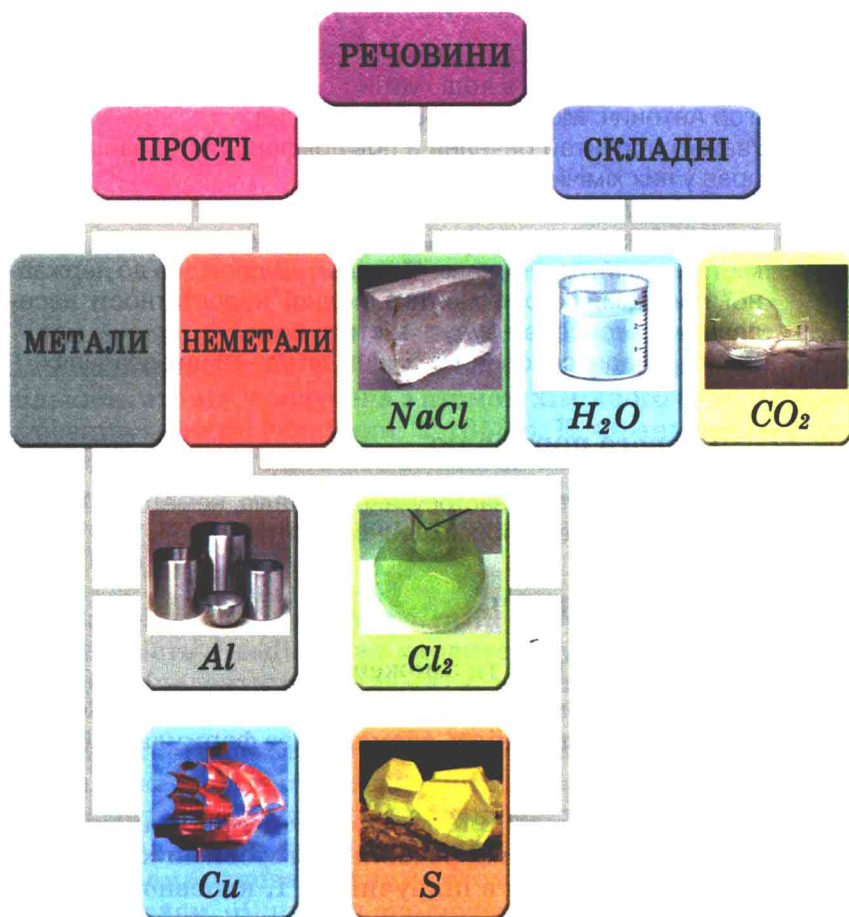 РЕЧОВИНИ
ПРОСТІ
СКЛАДНІ
МЕТАЛИ
НЕМЕТАЛИ
NaCl
H₂O
CO₂
Al
Cl₂
Cu
S